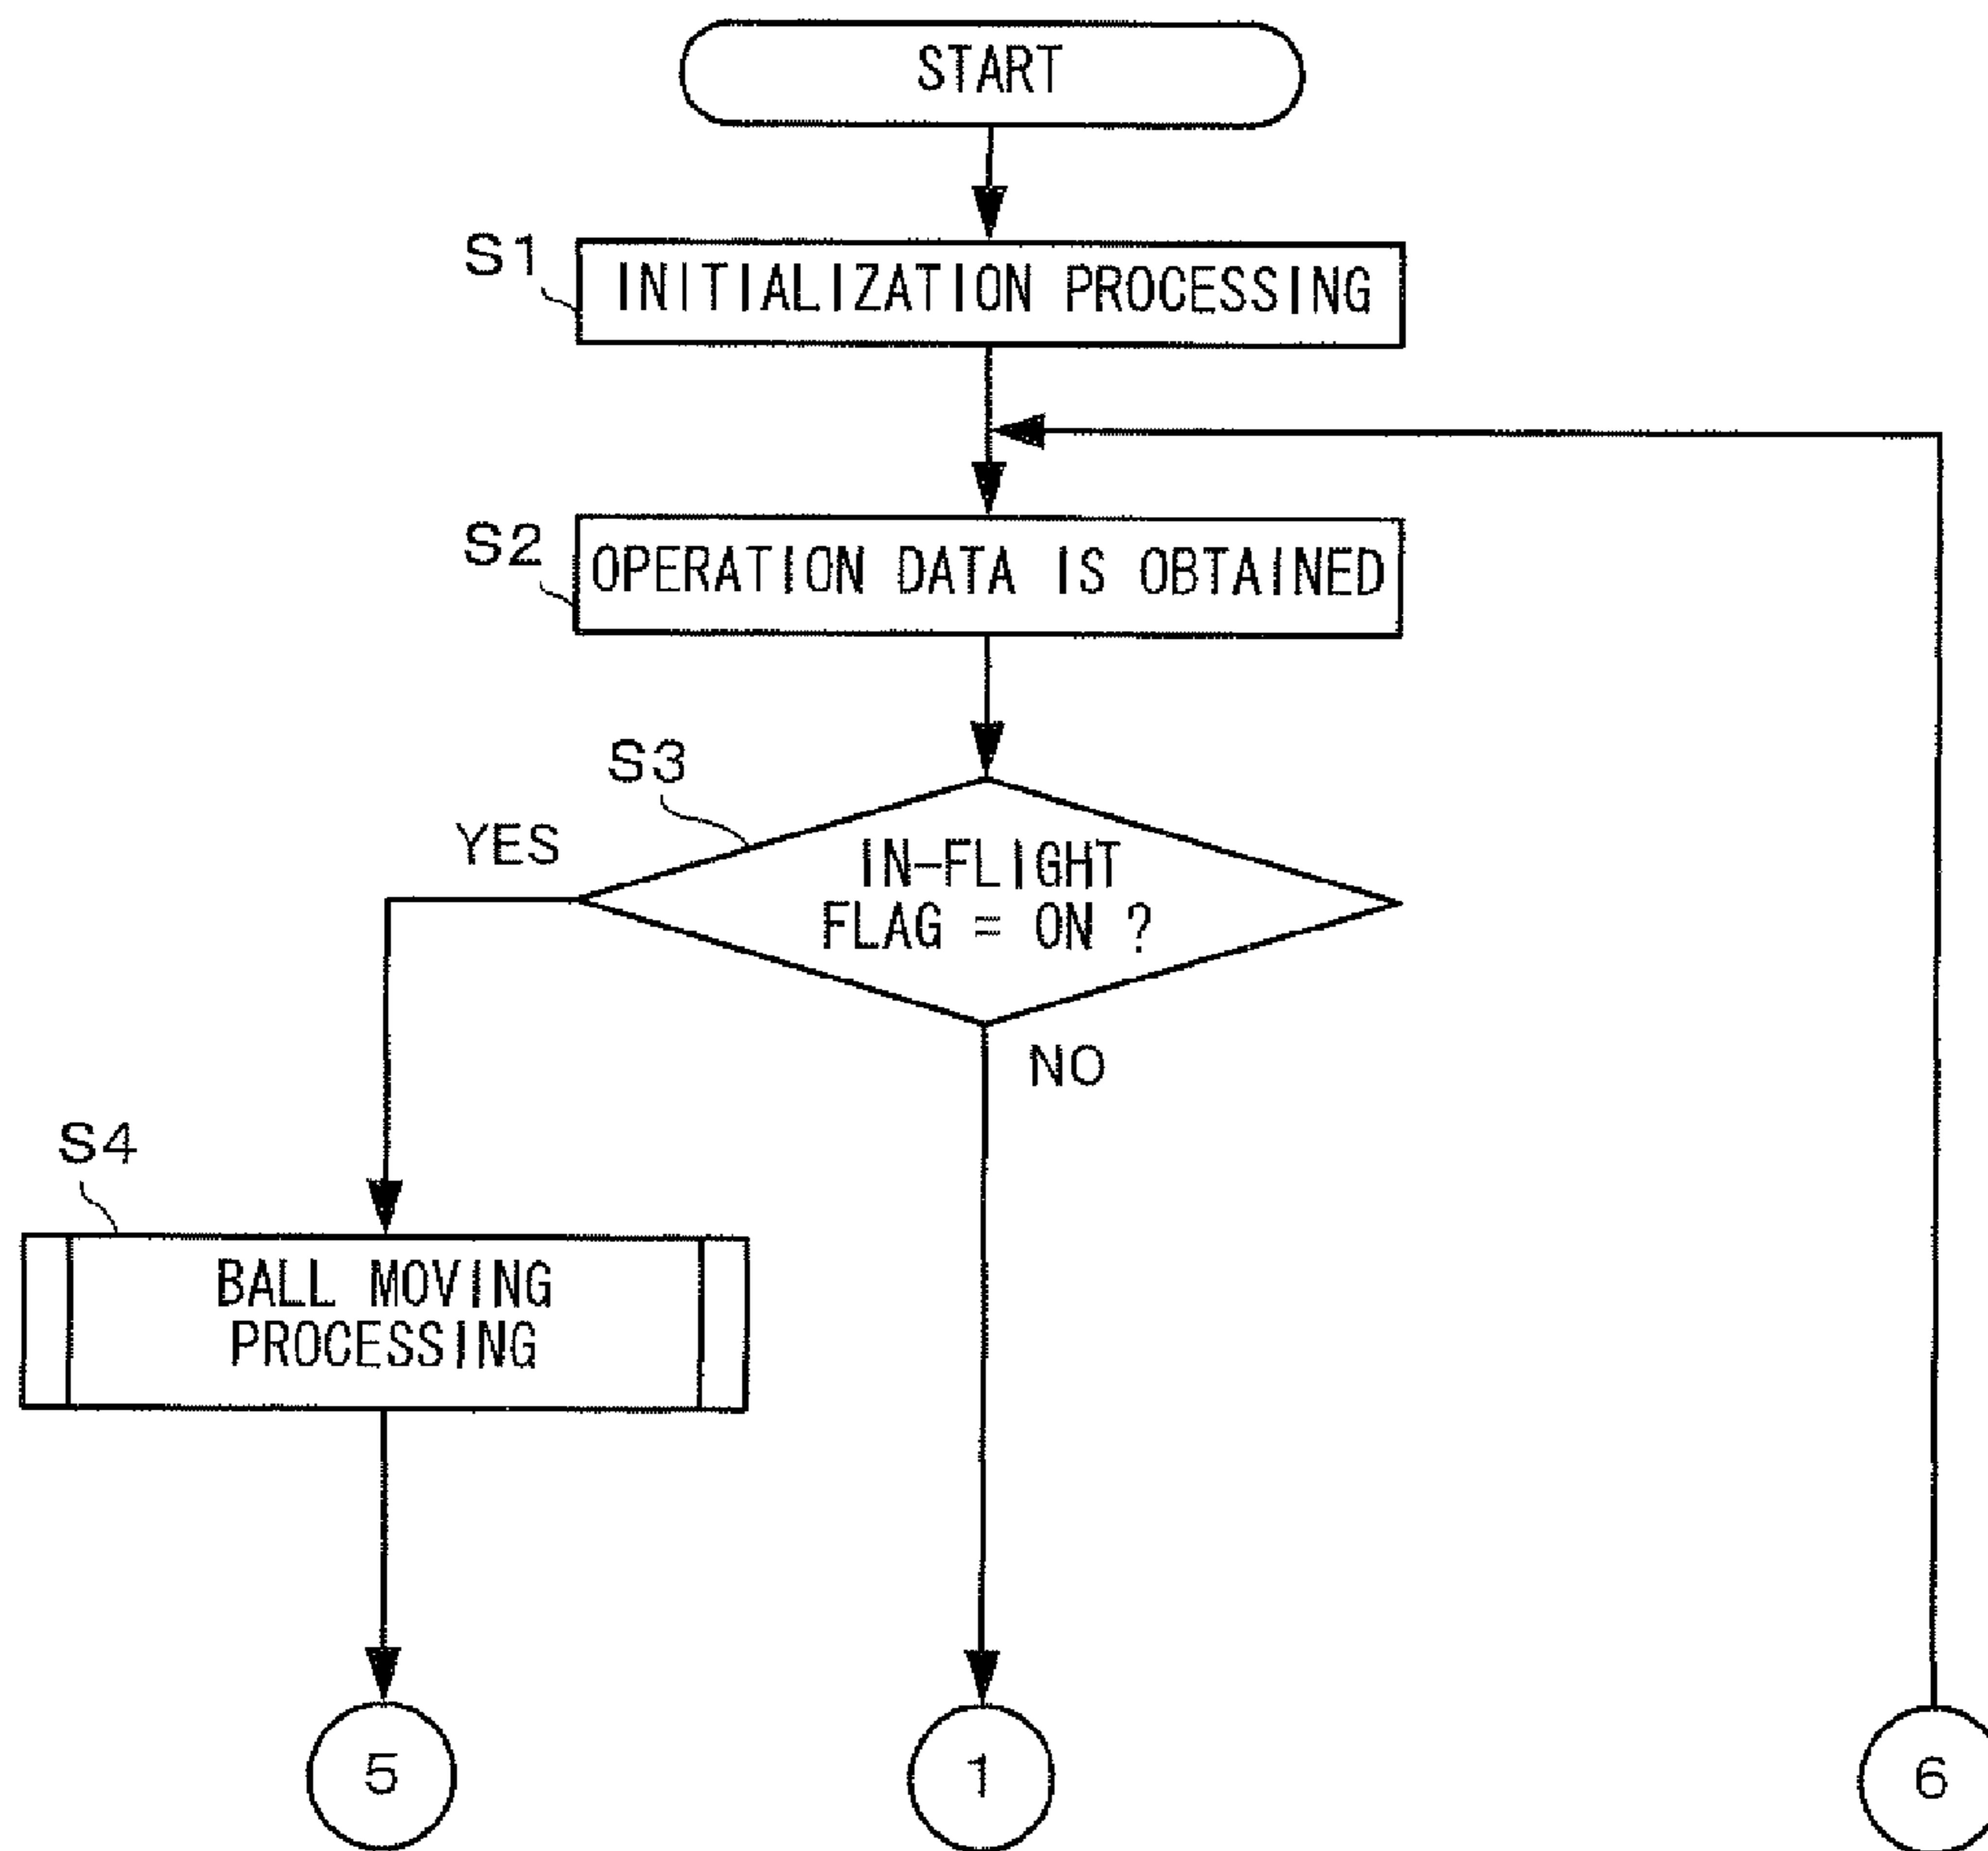 START
S1
INITIALIZATION PROCESSING
S2
OPERATION DATA IS OBTAINED
S3
YES
IN-FLIGHT
FLAG = ON ?
NO
S4
BALL MOVING
PROCESSING
5
1
6